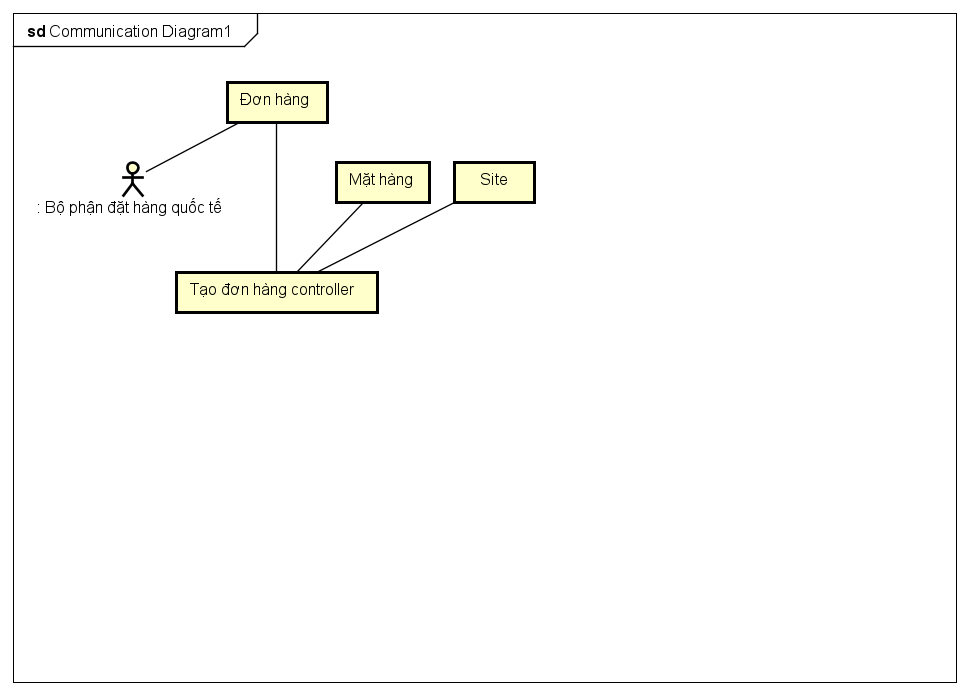 sd Communication Diagram1
Đơn hàng
Mặt hàng
Site
: Bộ phận đặt hàng quốc tế
Tạo đơn hàng controller